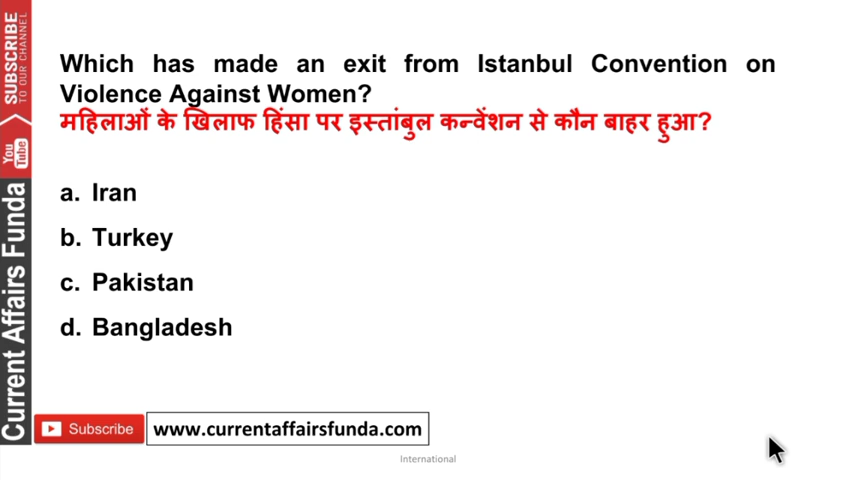 SUBSCRIBE
TO OUR CHANNEL
You
Tube
Current Affairs Funda
Which has made an exit from Istanbul Convention on
Violence Against Women?
महिलाओं के खिलाफ हिंसा पर इस्तांबुल कन्वेंशन से कौन बाहर हुआ?
a. Iran
b. Turkey
c. Pakistan
d. Bangladesh
Subscribe www.currentaffairsfunda.com
International